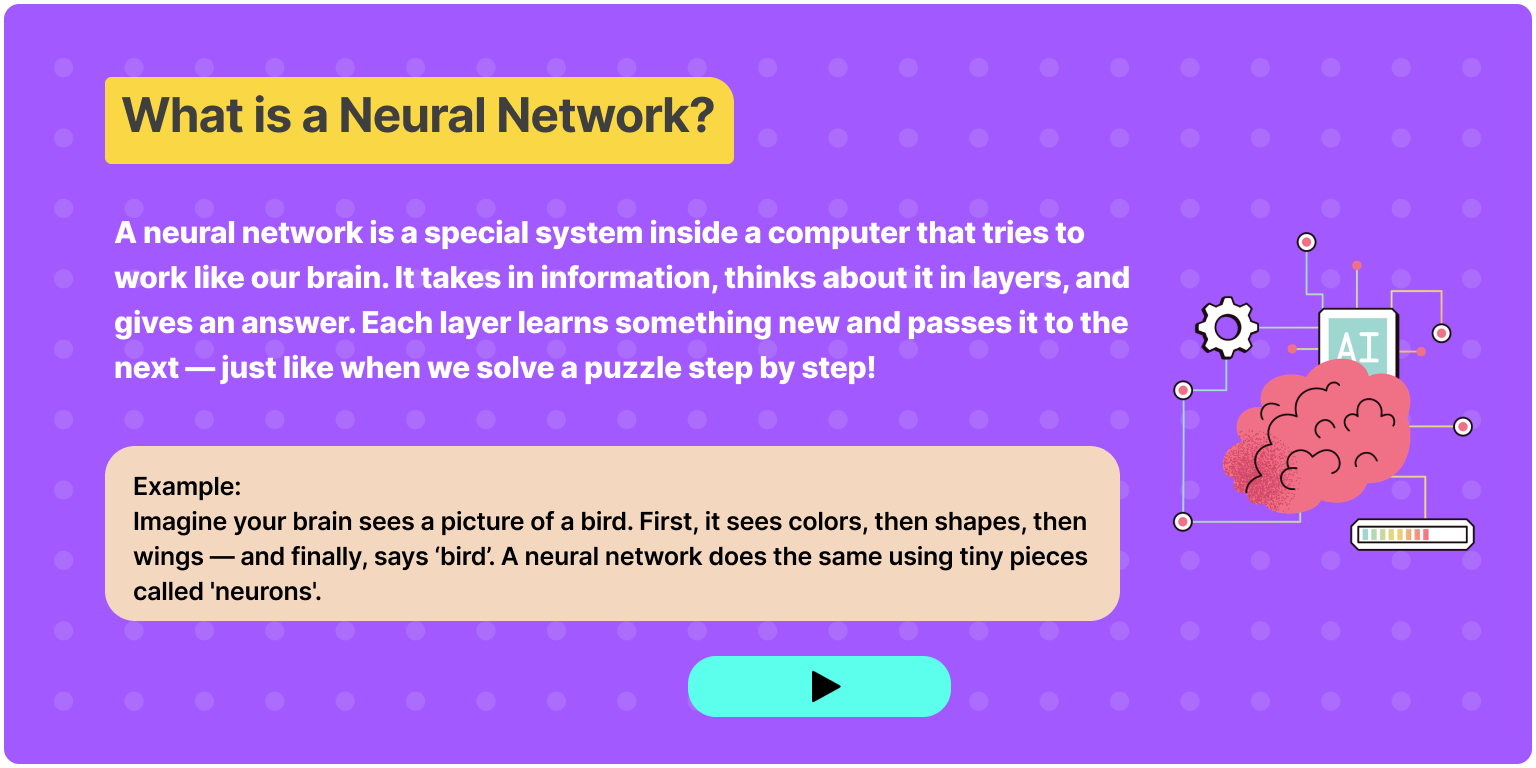 What is a Neural Network?
A neural network is a special system inside a computer that tries to
work like our brain. It takes in information, thinks about it in layers, and
gives an answer. Each layer learns something new and passes it to the
next — just like when we solve a puzzle step by step!
AI
Example:
Imagine your brain sees a picture of a bird. First, it sees colors, then shapes, then
wings — and finally, says ‘bird’. A neural network does the same using tiny pieces
called 'neurons'.